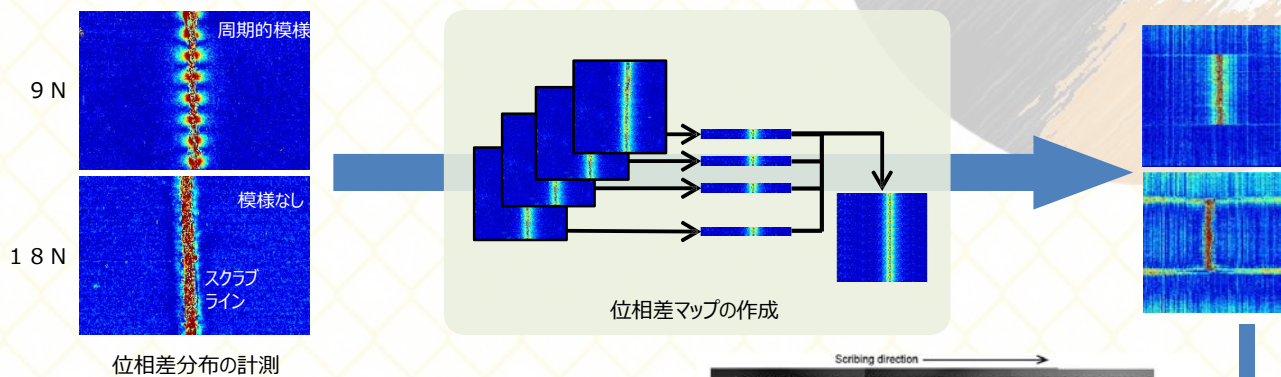 周期的模様
９Ｎ
模様なし
１８Ｎ
スクラブ
ライン
位相差分布の計測
位相差マップの作成
Scribing direction